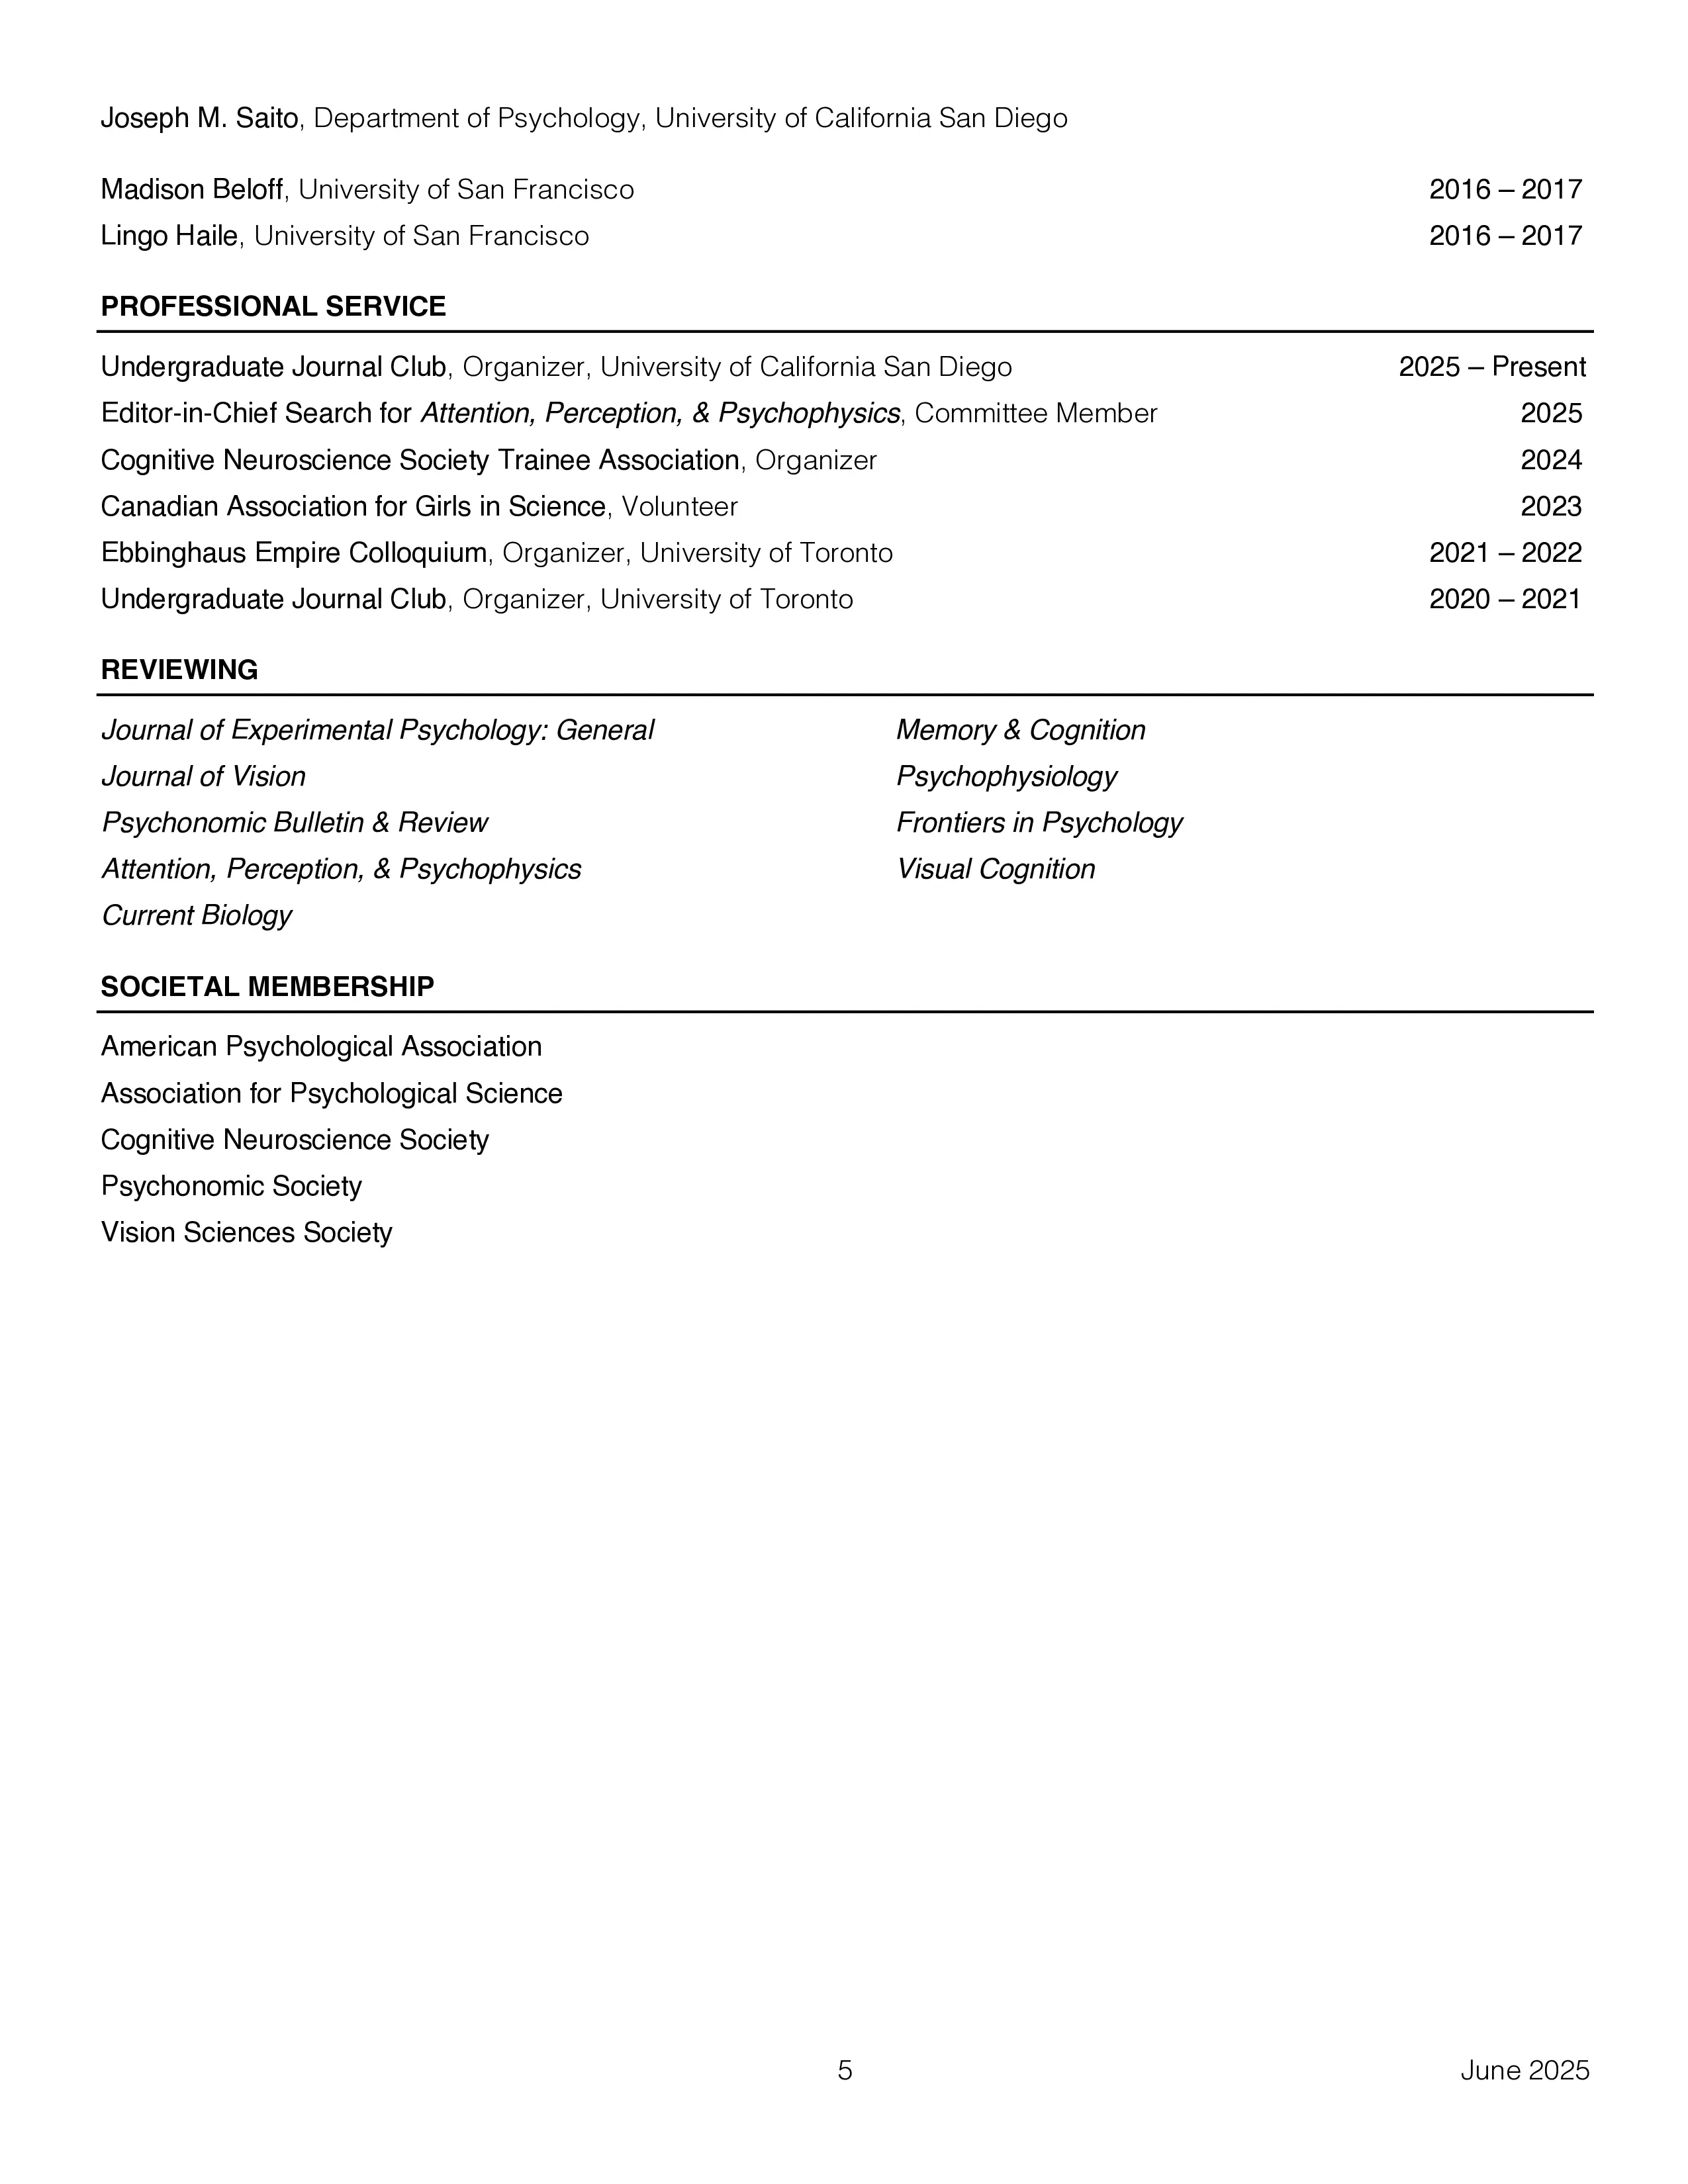 Joseph M. Saito, Department of Psychology, University of California San Diego
Madison Beloff, University of San Francisco 2016 – 2017
Lingo Haile, University of San Francisco 2016 – 2017
PROFESSIONAL SERVICE
Undergraduate Journal Club, Organizer, University of California San Diego 2025 – Present
Editor-in-Chief Search for Attention, Perception, & Psychophysics, Committee Member 2025
Cognitive Neuroscience Society Trainee Association, Organizer 2024
Canadian Association for Girls in Science, Volunteer 2023
Ebbinghaus Empire Colloquium, Organizer, University of Toronto 2021 – 2022
Undergraduate Journal Club, Organizer, University of Toronto 2020 – 2021
REVIEWING
Journal of Experimental Psychology: General
Journal of Vision
Psychonomic Bulletin & Review
Attention, Perception, & Psychophysics
Current Biology
Memory & Cognition
Psychophysiology
Frontiers in Psychology
Visual Cognition
SOCIETAL MEMBERSHIP
American Psychological Association
Association for Psychological Science
Cognitive Neuroscience Society
Psychonomic Society
Vision Sciences Society
5 June 2025